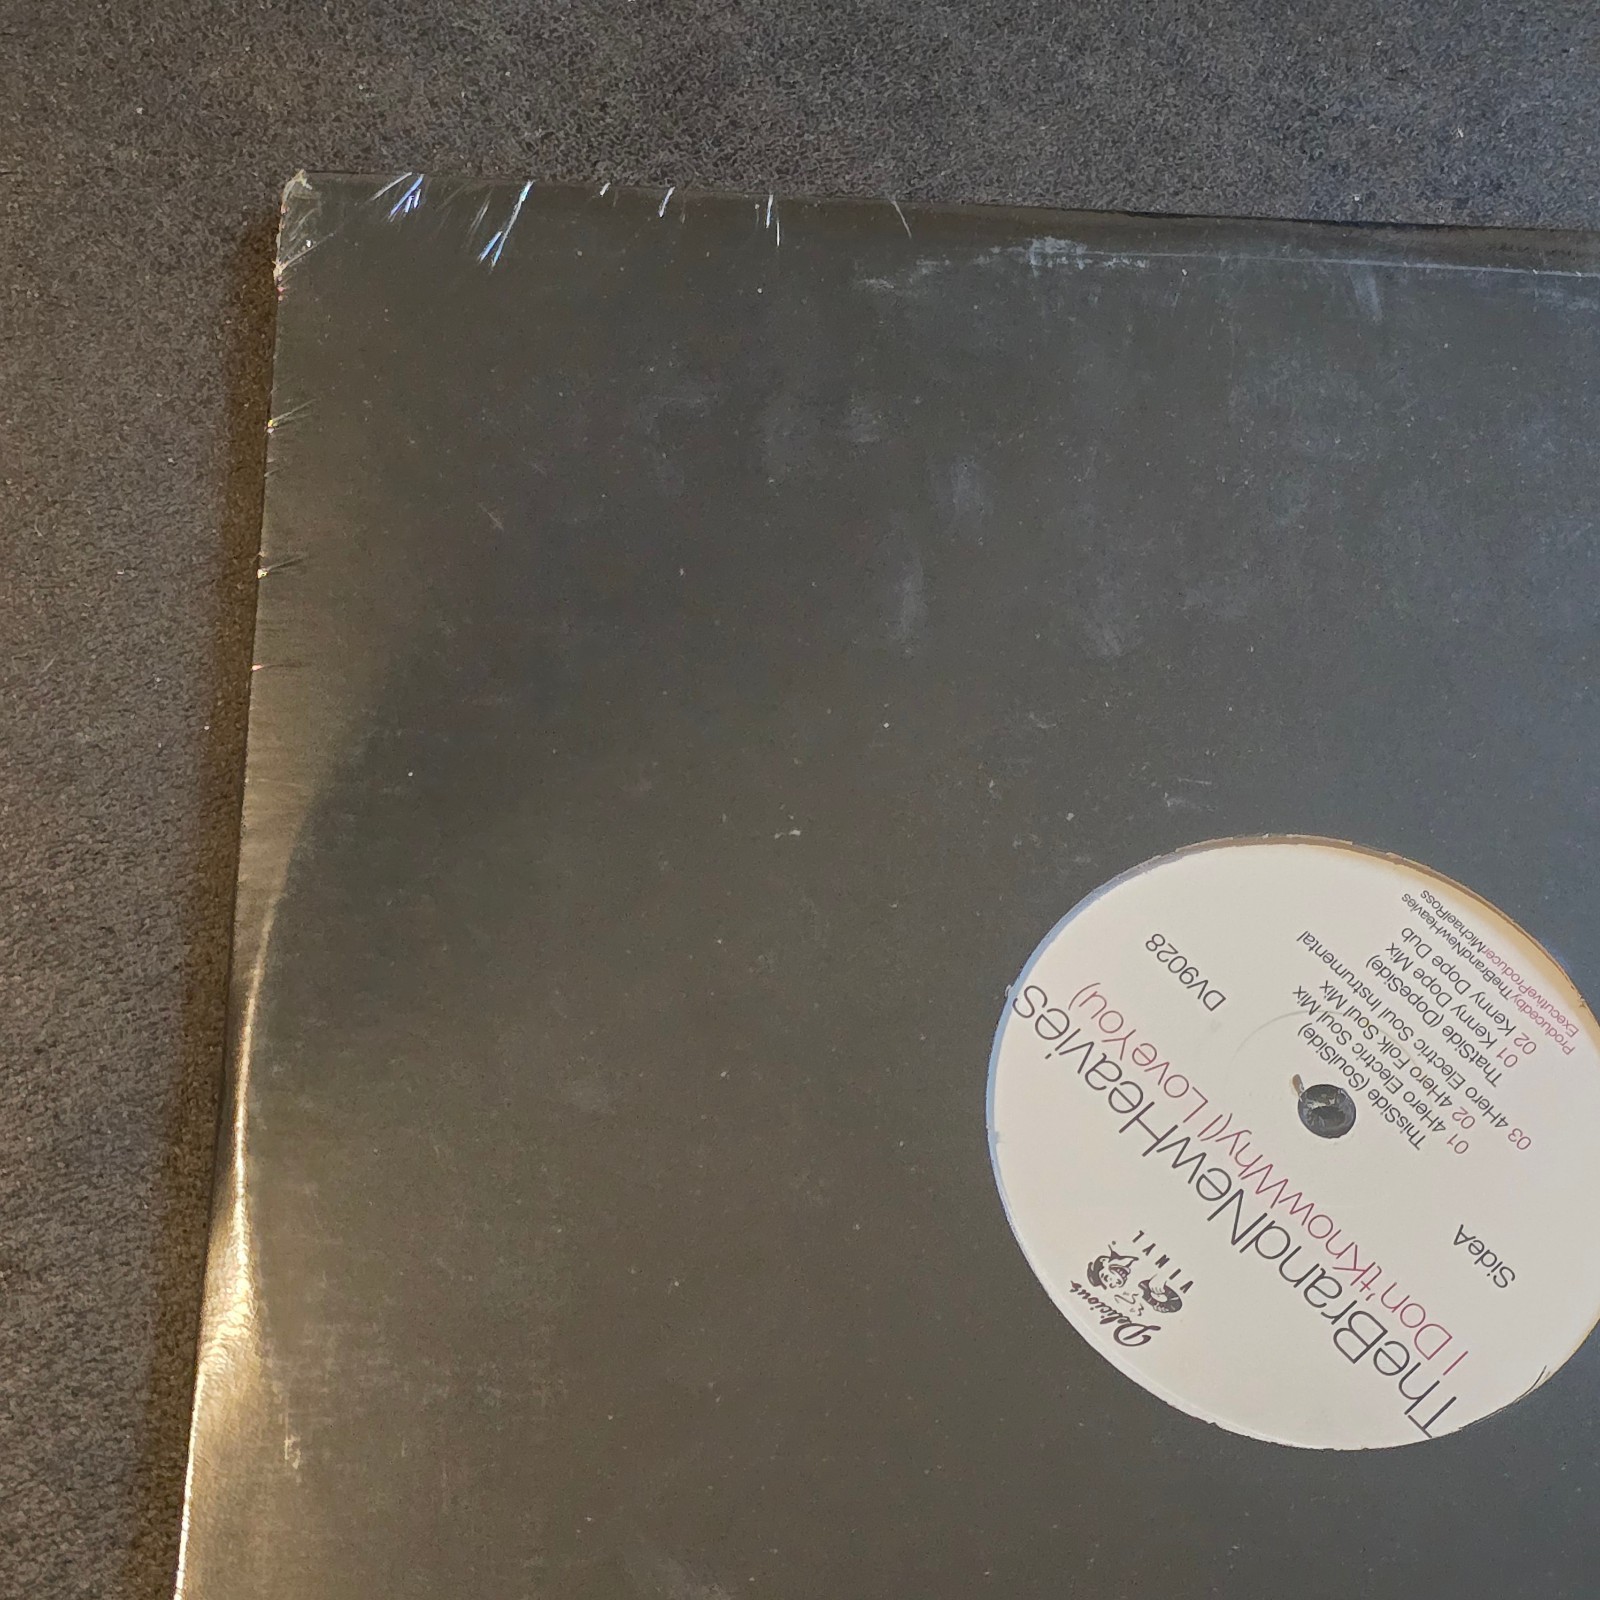 Delicious
VINYL
TheBrandNewHeavies
I Don'tKnowWhy(I LoveYou)
SideA
DV9028
ThisSide (SoulSide)
01 4Hero Electric Soul Mix
02 4Hero Folk Soul Mix
03 4Hero Electric Soul Instrumental
ThatSide (DopeSide)
01 Kenny Dope Mix
02 Kenny Dope Dub
ProducedbyTheBrandNewHeavies
ExecutiveProducerMichaelRoss